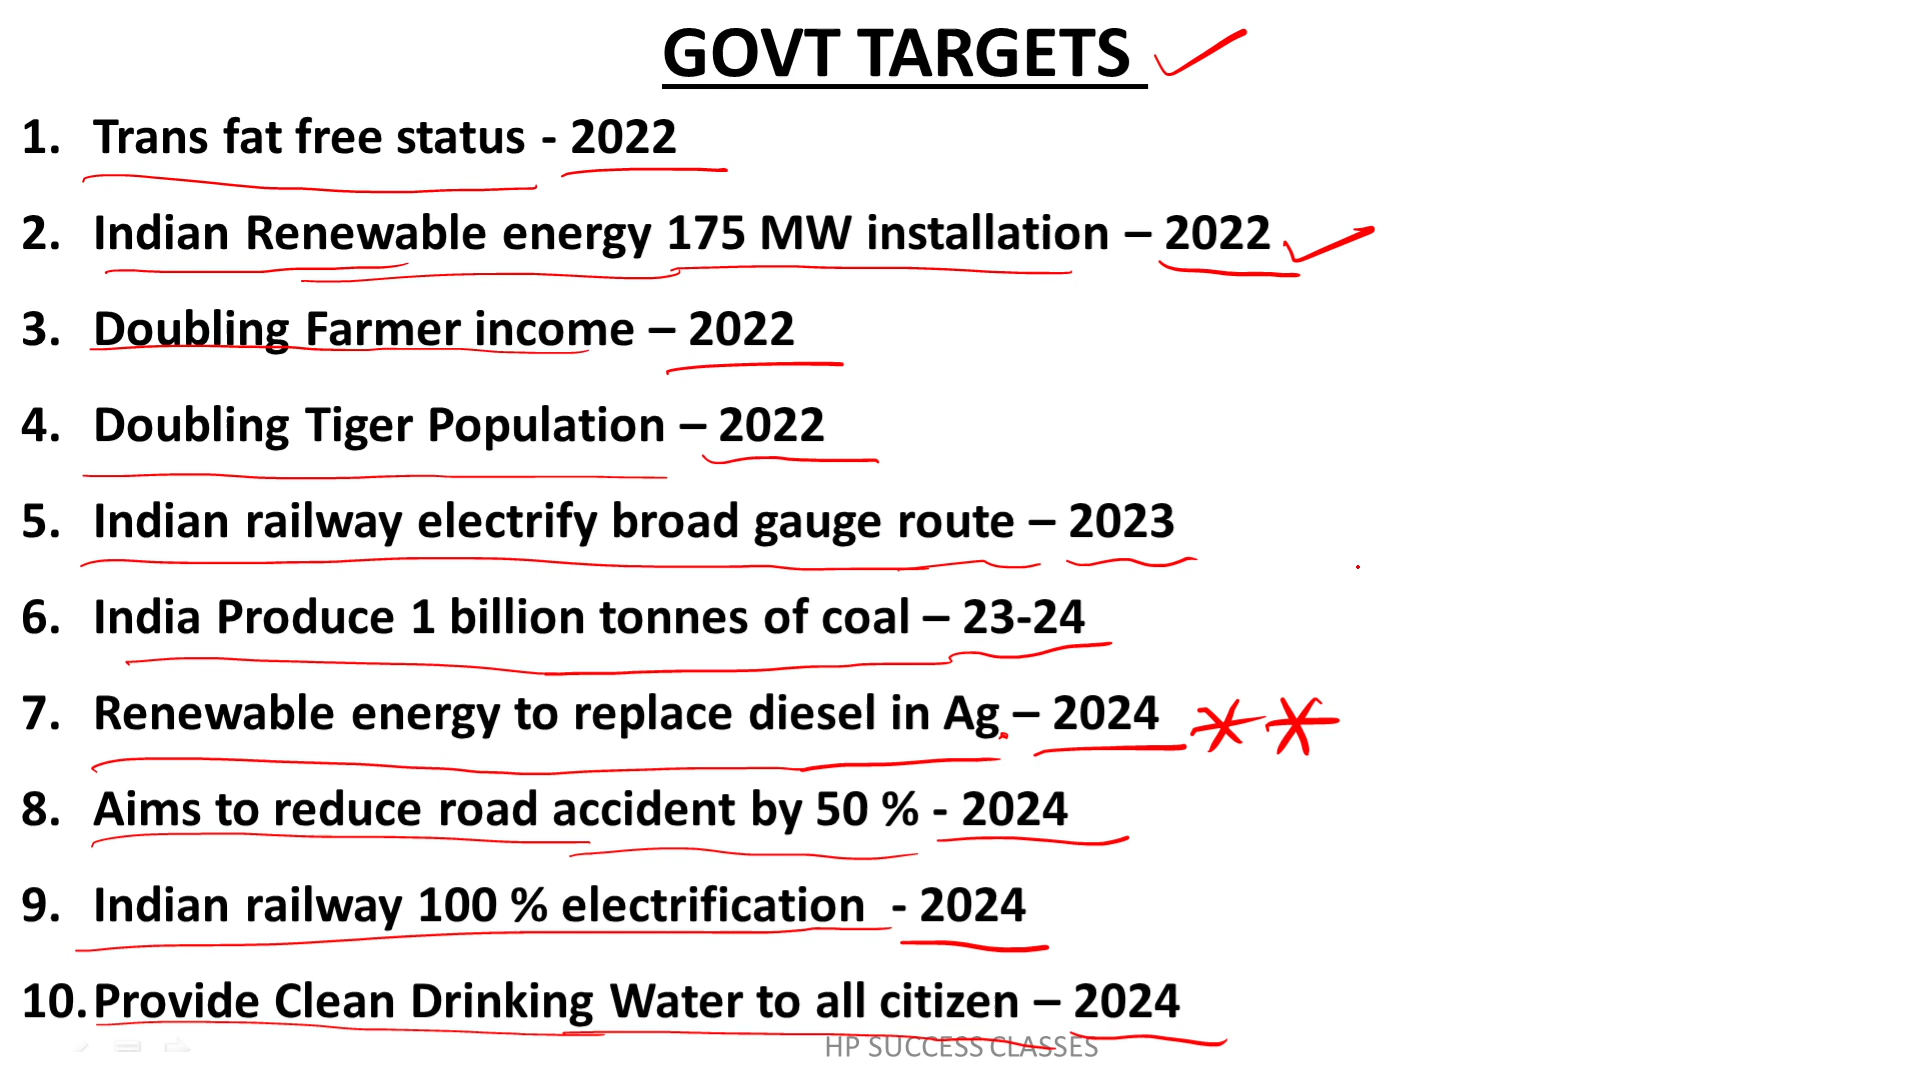 GOVT TARGETS
1. Trans fat free status - 2022
2. Indian Renewable energy 175 MW installation – 2022
3. Doubling Farmer income – 2022
4. Doubling Tiger Population – 2022
5. Indian railway electrify broad gauge route – 2023
6. India Produce 1 billion tonnes of coal – 23-24
7. Renewable energy to replace diesel in Ag – 2024
8. Aims to reduce road accident by 50 % - 2024
9. Indian railway 100 % electrification - 2024
10. Provide Clean Drinking Water to all citizen – 2024
HP SUCCESS CLASSES